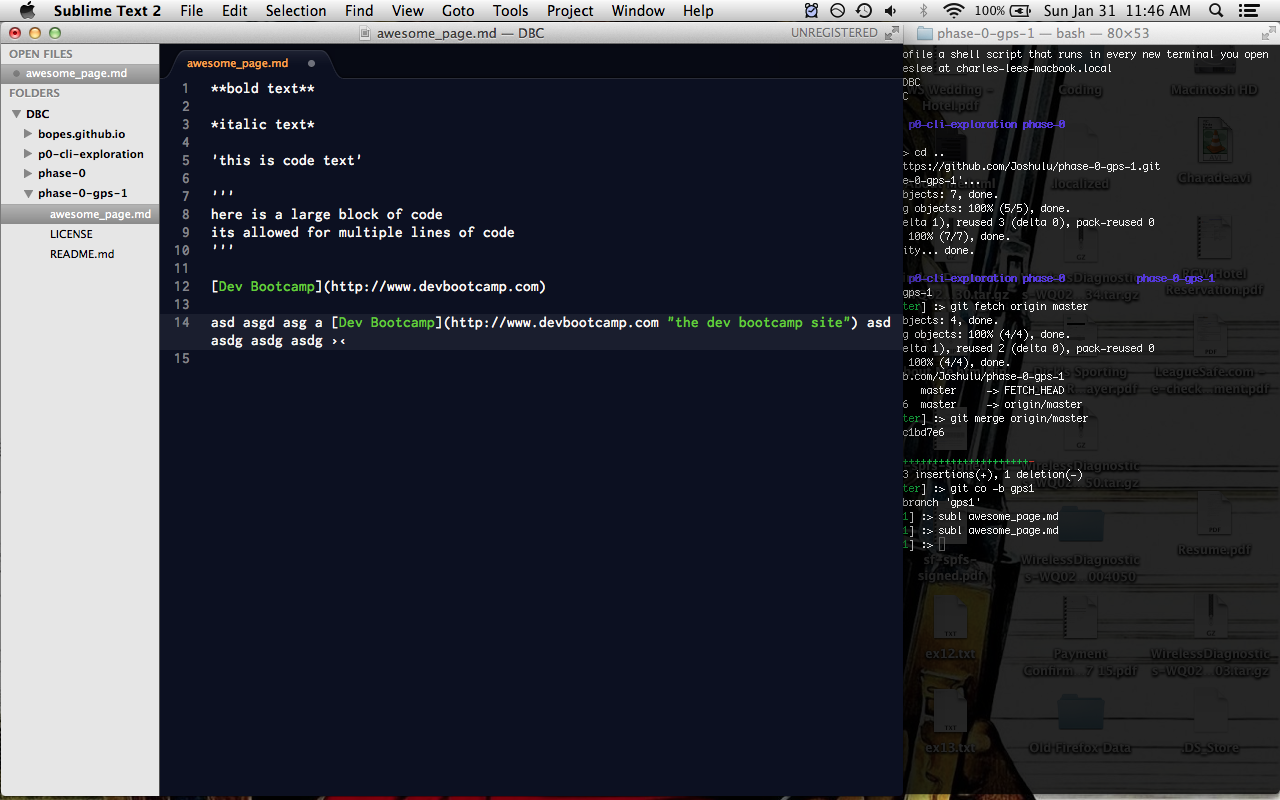 Sublime Text 2 File Edit Selection Find View Goto Tools Project Window Help 100% Sun Jan 31 11:46 AM
awesome_page.md — DBC UNREGISTERED
phase-0-gps-1 — bash — 80×53
OPEN FILES
awesome_page.md
FOLDERS
DBC
bopes.github.io
p0-cli-exploration
phase-0
phase-0-gps-1
awesome_page.md
LICENSE
README.md
awesome_page.md
1 **bold text**
2
3 *italic text*
4
5 'this is code text'
6
7 '''
8 here is a large block of code
9 its allowed for multiple lines of code
10 '''
11
12 [Dev Bootcamp](http://www.devbootcamp.com)
13
14 asd asgd asg a [Dev Bootcamp](http://www.devbootcamp.com "the dev bootcamp site") asd
asdg asdg asdg ><
15
ofile a shell script that runs in every new terminal you open
eslee at charles-lees-macbook.local
DBC
C
p0-cli-exploration phase-0
> cd ..
ttps://github.com/Joshulu/phase-0-gps-1.git
e-0-gps-1'...
bjects: 7, done.
g objects: 100% (5/5), done.
elta 1), reused 3 (delta 0), pack-reused 0
100% (7/7), done.
ity... done.
p0-cli-exploration phase-0 phase-0-gps-1
gps-1
ter] :> git fetch origin master
bjects: 4, done.
g objects: 100% (4/4), done.
elta 1), reused 2 (delta 0), pack-reused 0
100% (4/4), done.
b.com/Joshulu/phase-0-gps-1
master -> FETCH_HEAD
6 master -> origin/master
ter] :> git merge origin/master
c1bd7e6
+++++++++++++++++++++-
3 insertions(+), 1 deletion(-)
ter] :> git co -b gps1
branch 'gps1'
1] :> subl awesome_page.md
1] :> subl awesome_page.md
1] :>
Hotel.pdf
Coding
Macintosh HD
Charade.avi
Hotel
Reservation.pdf
LeagueSafe.com –
e-check...ment.pdf
Resume.pdf
signed.pdf
WirelessDiagnostic
s-WQ02...004050
ex12.txt
Payment
Confirm...7 15.pdf
WirelessDiagnostic
s-WQ02...03.tar.gz
ex13.txt
Old Firefox Data
.DS_Store